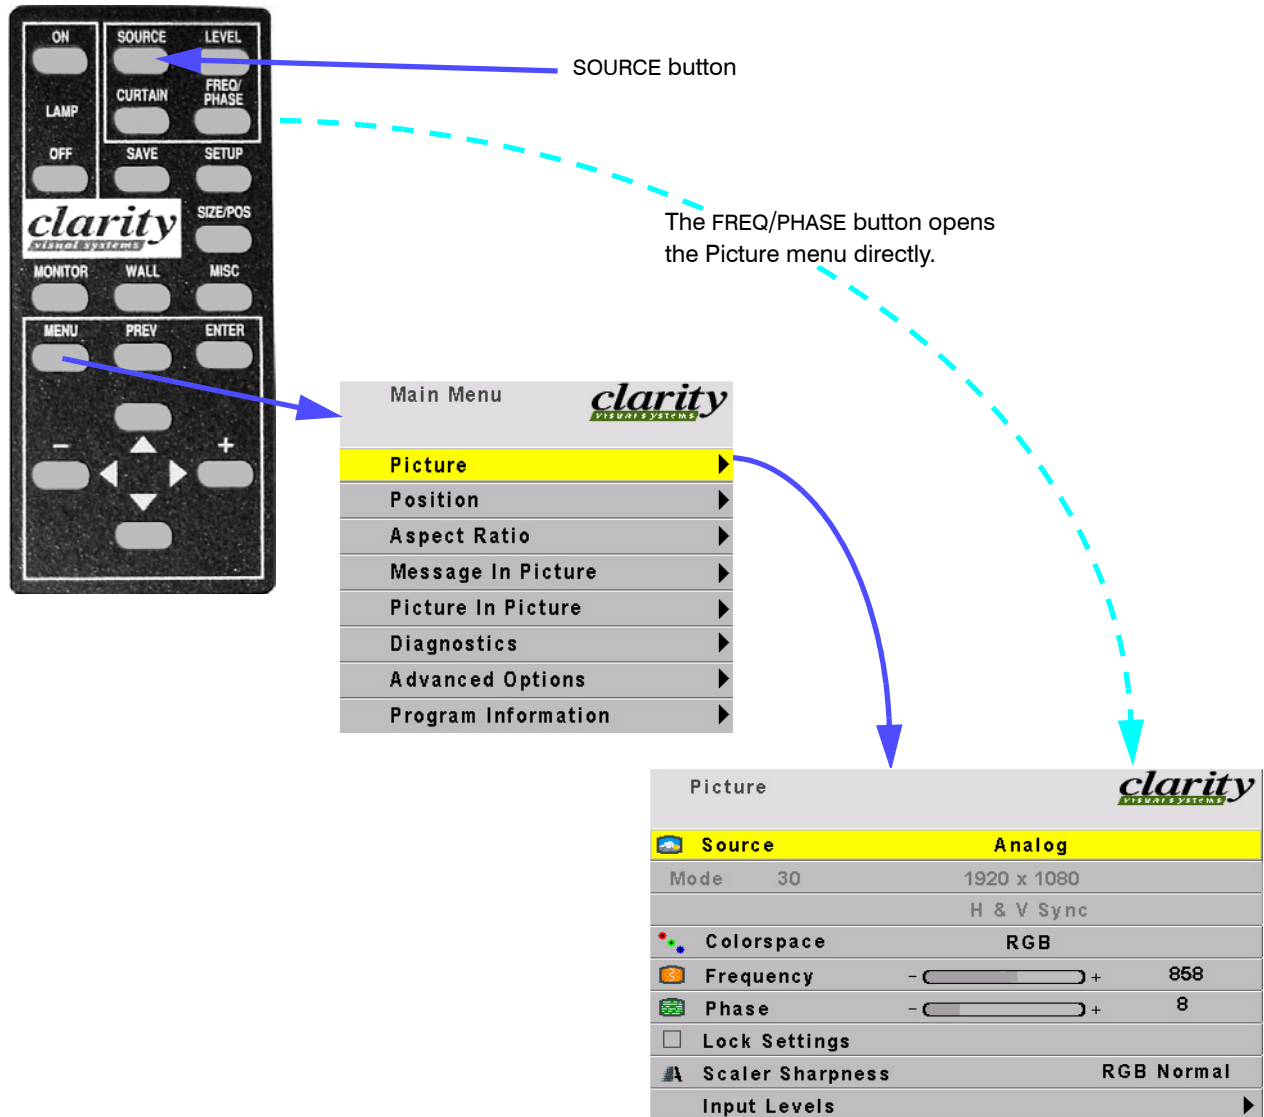 ON SOURCE LEVEL
SOURCE button
CURTAIN FREQ/
PHASE
LAMP
OFF SAVE SETUP
clarity
visual systems
SIZE/POS
The FREQ/PHASE button opens
the Picture menu directly.
MONITOR WALL MISC
MENU PREV ENTER
- +
Main Menu
clarity
VISUAL SYSTEMS
Picture
Position
Aspect Ratio
Message In Picture
Picture In Picture
Diagnostics
Advanced Options
Program Information
Picture
clarity
VISUAL SYSTEMS
Source Analog
Mode 30 1920 x 1080
H & V Sync
Colorspace RGB
Frequency - + 858
Phase - + 8
Lock Settings
Scaler Sharpness RGB Normal
Input Levels